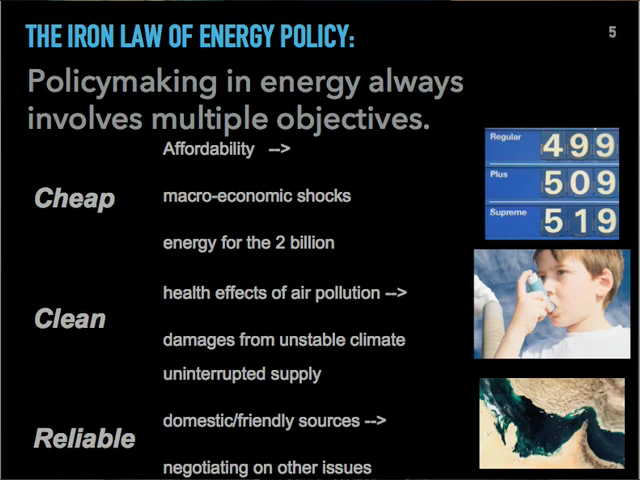 THE IRON LAW OF ENERGY POLICY:
5
Policymaking in energy always
involves multiple objectives.
Cheap
Affordability -->
macro-economic shocks
energy for the 2 billion
Regular 499
Plus 509
Supreme 519
Clean
health effects of air pollution -->
damages from unstable climate
Reliable
uninterrupted supply
domestic/friendly sources -->
negotiating on other issues